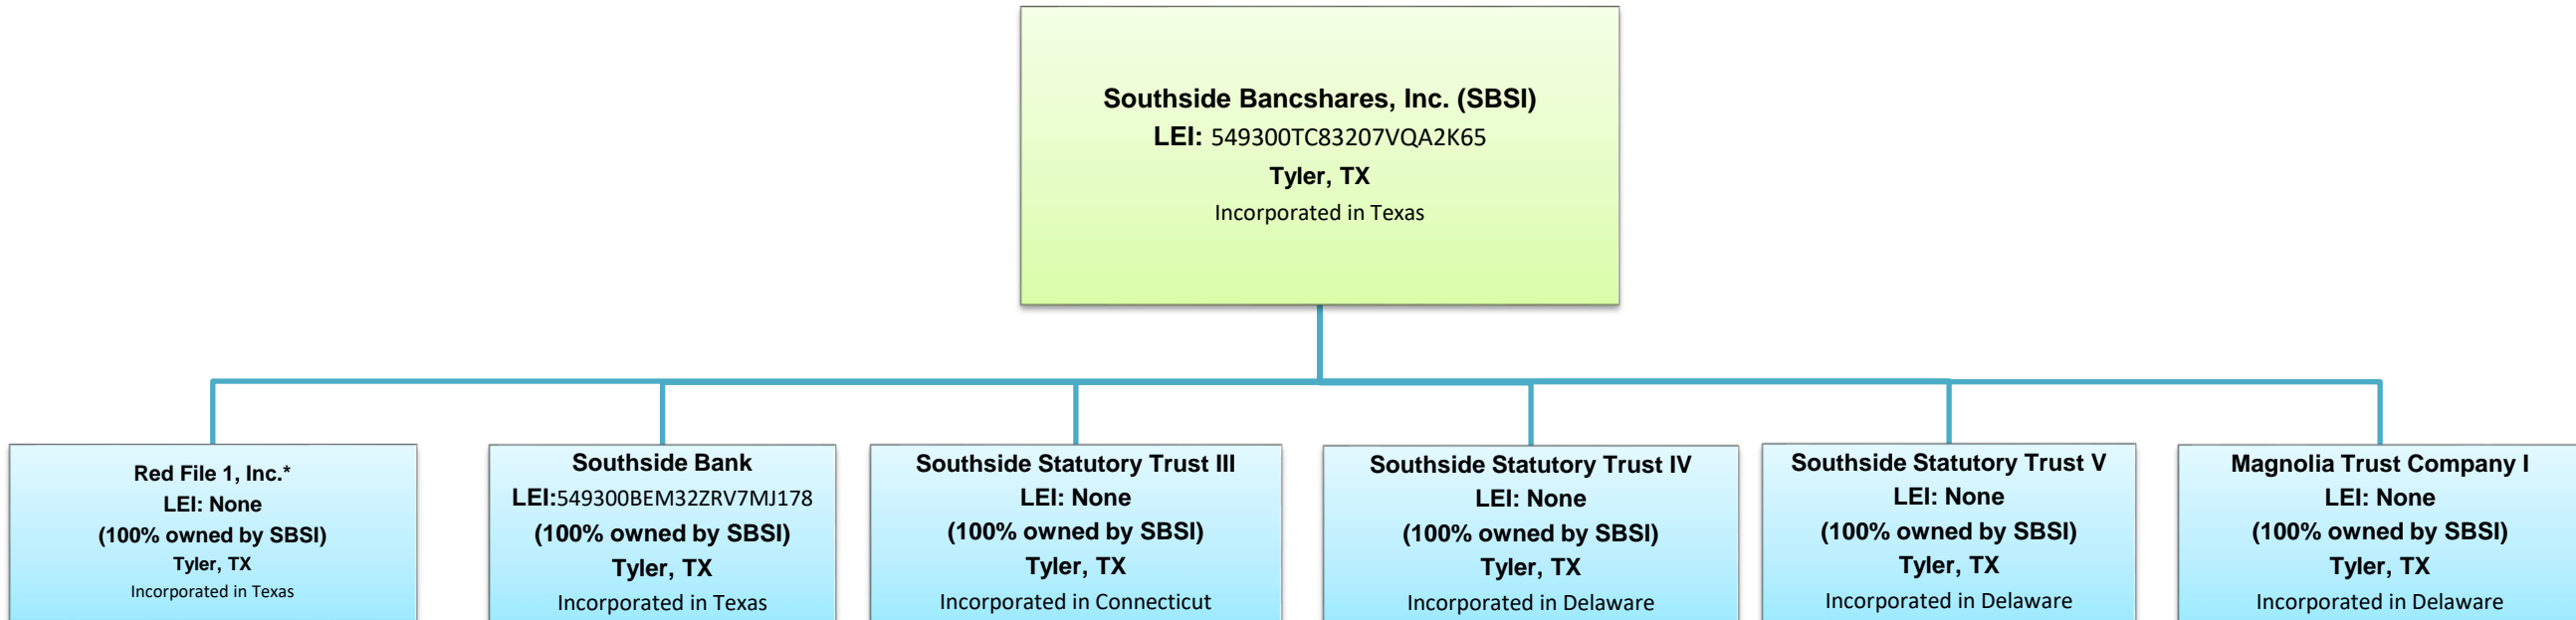 Southside Bancshares, Inc. (SBSI)
LEI: 549300TC83207VQA2K65
Tyler, TX
Incorporated in Texas
Red File 1, Inc.*
LEI: None
(100% owned by SBSI)
Tyler, TX
Incorporated in Texas
Southside Bank
LEI:549300BEM32ZRV7MJ178
(100% owned by SBSI)
Tyler, TX
Incorporated in Texas
Southside Statutory Trust III
LEI: None
(100% owned by SBSI)
Tyler, TX
Incorporated in Connecticut
Southside Statutory Trust IV
LEI: None
(100% owned by SBSI)
Tyler, TX
Incorporated in Delaware
Southside Statutory Trust V
LEI: None
(100% owned by SBSI)
Tyler, TX
Incorporated in Delaware
Magnolia Trust Company I
LEI: None
(100% owned by SBSI)
Tyler, TX
Incorporated in Delaware